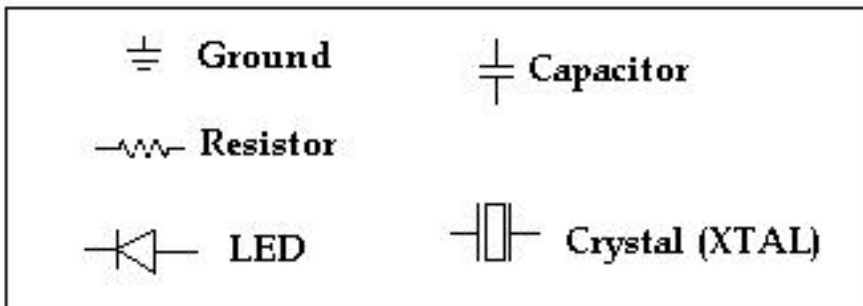 Ground
Capacitor
Resistor
LED
Crystal (XTAL)